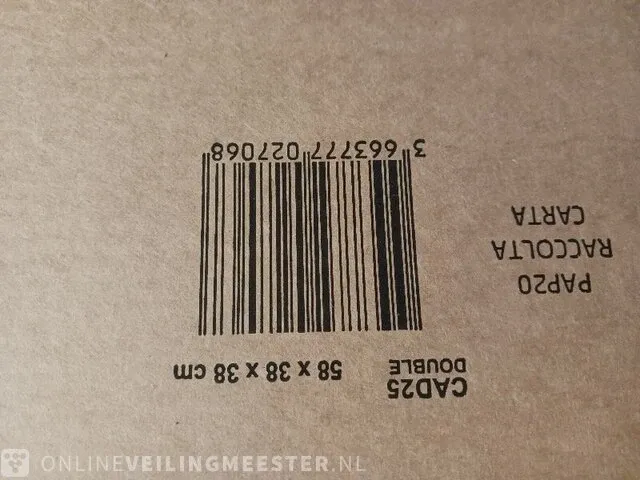 CAD25
DOUBLE
58 x 38 x 38 cm
3 663777 027068
PAP20
RACCOLTA
CARTA
ONLINEVEILINGMEESTER.NL